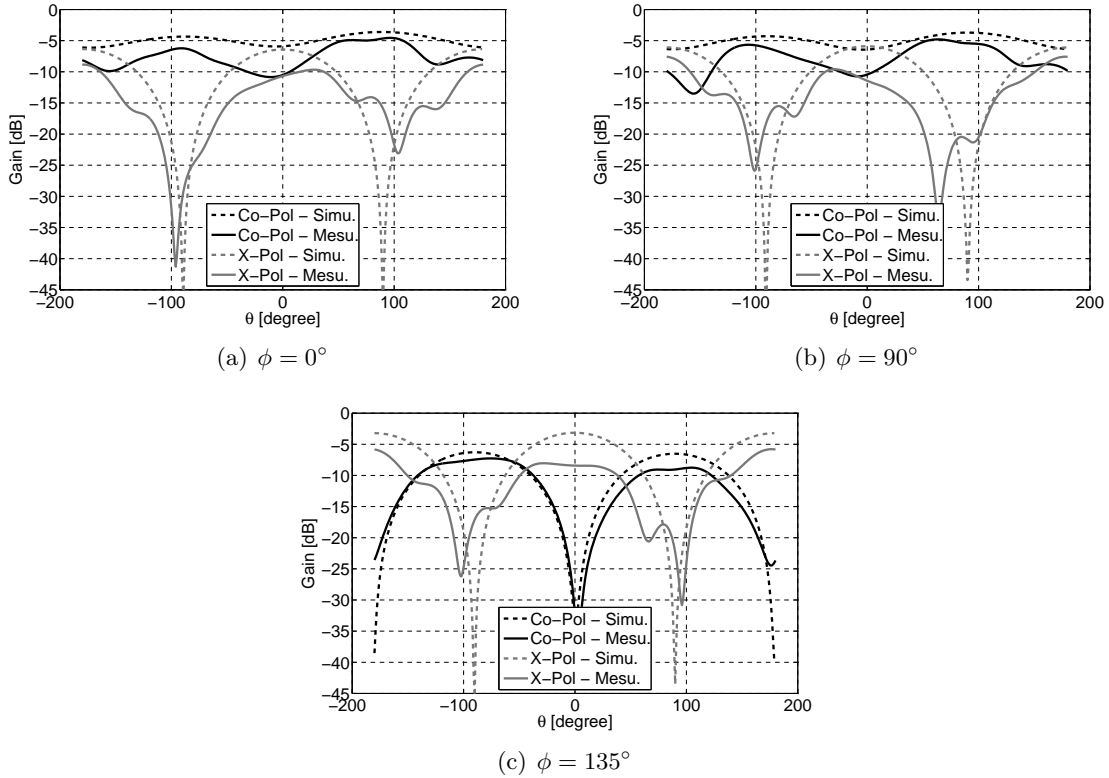 0
−5
−10
−15
−20
−25
−30
−35
−40
−45
Gain [dB]
Co−Pol − Simu.
Co−Pol − Mesu.
X−Pol − Simu.
X−Pol − Mesu.
−200 −100 0 100 200
θ [degree]
(a) ϕ = 0°
0
−5
−10
−15
−20
−25
−30
−35
−40
−45
Gain [dB]
Co−Pol − Simu.
Co−Pol − Mesu.
X−Pol − Simu.
X−Pol − Mesu.
−200 −100 0 100 200
θ [degree]
(b) ϕ = 90°
0
−5
−10
−15
−20
−25
−30
−35
−40
−45
Gain [dB]
Co−Pol − Simu.
Co−Pol − Mesu.
X−Pol − Simu.
X−Pol − Mesu.
−200 −100 0 100 200
θ [degree]
(c) ϕ = 135°